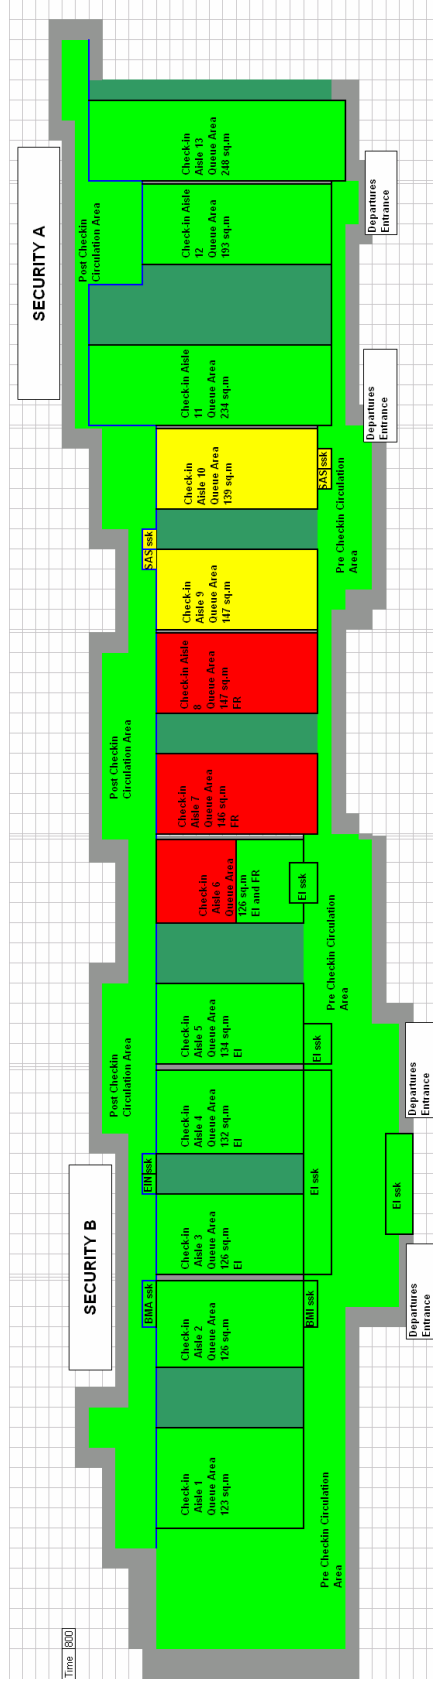 SECURITY A
Post Checkin
Circulation Area
Check-in
Aisle 13
Queue Area
248 sq.m
Departures
Entrance
Check-in Aisle
12
Queue Area
193 sq.m
Check-in Aisle
11
Queue Area
234 sq.m
Departures
Entrance
Check-in
Aisle 10
Queue Area
139 sq.m
SAS ssk
Pre Checkin Circulation
Area
SAS ssk
Check-in
Aisle 9
Queue Area
147 sq.m
Check-in Aisle
8
Queue Area
147 sq.m
FR
Post Checkin
Circulation Area
Check-in
Aisle 7
Queue Area
146 sq.m
FR
Check-in
Aisle 6
Queue Area
126 sq.m
EI and FR
EI ssk
Pre Checkin Circulation
Area
Check-in
Aisle 5
Queue Area
134 sq.m
EI
EI ssk
Post Checkin
Circulation Area
Check-in
Aisle 4
Queue Area
132 sq.m
EI
Departures
Entrance
SECURITY B
EIN ssk
EI ssk
EI ssk
Check-in
Aisle 3
Queue Area
126 sq.m
EI
Departures
Entrance
BMA ssk
BMI ssk
Check-in
Aisle 2
Queue Area
126 sq.m
Check-in
Aisle 1
Queue Area
123 sq.m
Pre Checkin Circulation
Area
Time 800